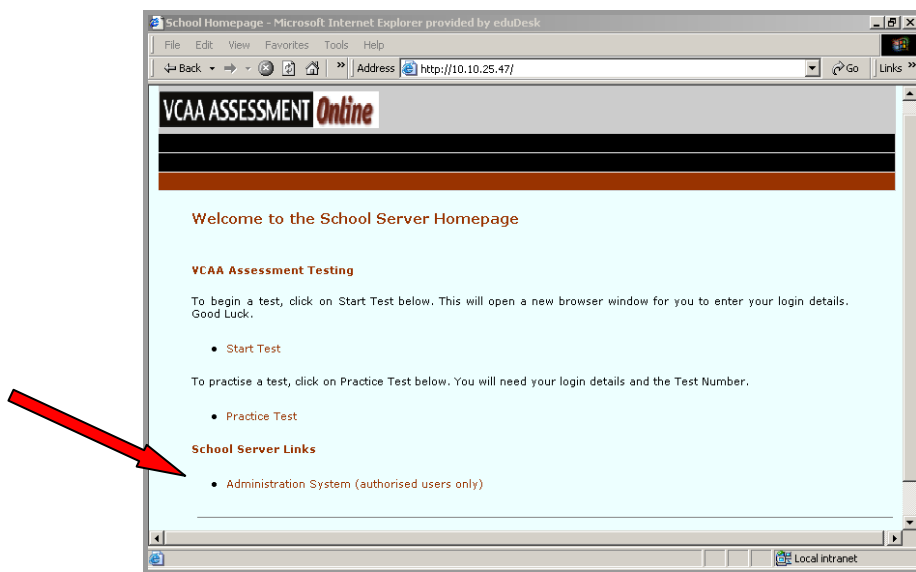 School Homepage - Microsoft Internet Explorer provided by eduDesk
File Edit View Favorites Tools Help
Back » Address http://10.10.25.47/ Go Links »
VCAA ASSESSMENT Online
Welcome to the School Server Homepage
VCAA Assessment Testing
To begin a test, click on Start Test below. This will open a new browser window for you to enter your login details.
Good Luck.
• Start Test
To practise a test, click on Practice Test below. You will need your login details and the Test Number.
• Practice Test
School Server Links
• Administration System (authorised users only)
Local intranet